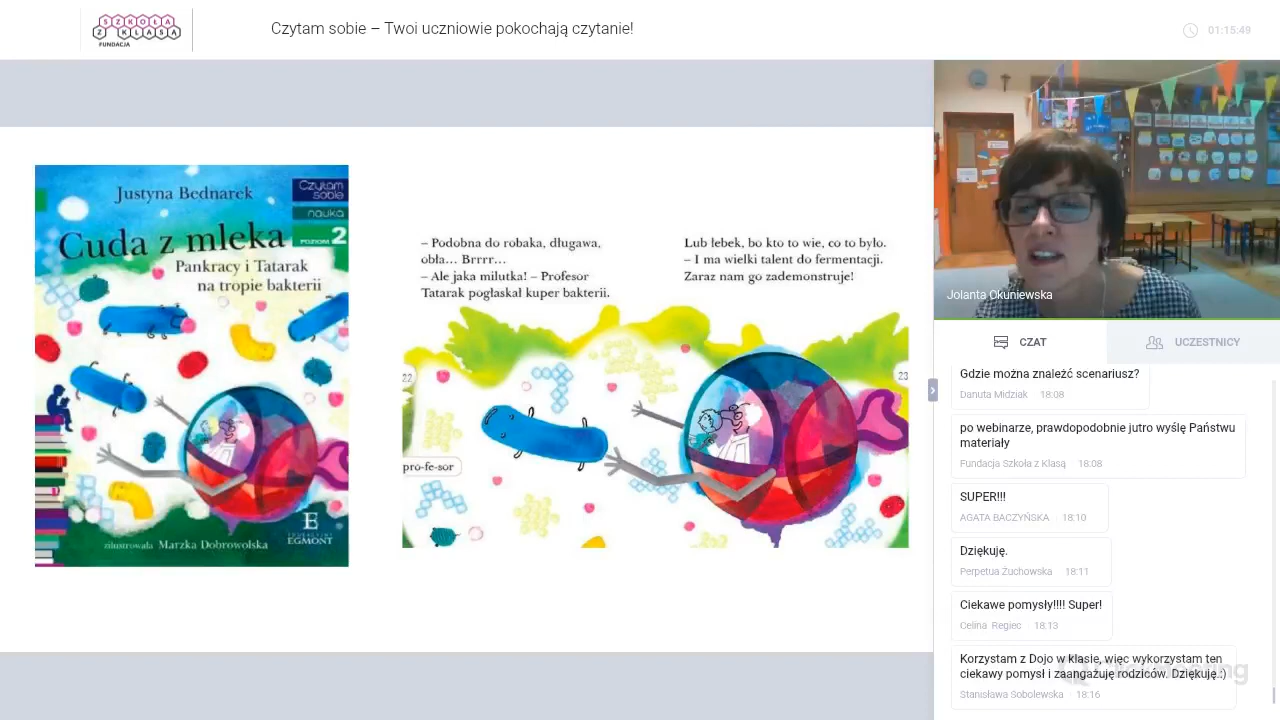 SZKOŁA
Z KLASĄ
FUNDACJA
Czytam sobie – Twoi uczniowie pokochają czytanie!
01:15:49
Justyna Bednarek
Czytam
sobie
nauka
POZIOM 2
Cuda z mleka
Pankracy i Tatarak
na tropie bakterii
zilustrowała Marzka Dobrowolska
E
EGMONT
– Podobna do robaka, długawa,
obła... Brrrr...
– Ale jaka milutka! – Profesor
Tatarak pogłaskał kuper bakterii.
Lub łebek, bo kto to wie, co to było.
– I ma wielki talent do fermentacji.
Zaraz nam go zademonstruje!
22
23
pro-fe-sor
Jolanta Okuniewska
CZAT
UCZESTNICY
Gdzie można znaleźć scenariusz?
Danuta Midziak 18:08
po webinarze, prawdopodobnie jutro wyślę Państwu
materiały
Fundacja Szkoła z Klasą 18:08
SUPER!!!
AGATA BACZYŃSKA 18:10
Dziękuję.
Perpetua Żuchowska 18:11
Ciekawe pomysły!!!! Super!
Celina Regiec 18:13
Korzystam z Dojo w klasie, więc wykorzystam ten
ciekawy pomysł i zaangażuję rodziców. Dziękuję.:)
Stanisława Sobolewska 18:16